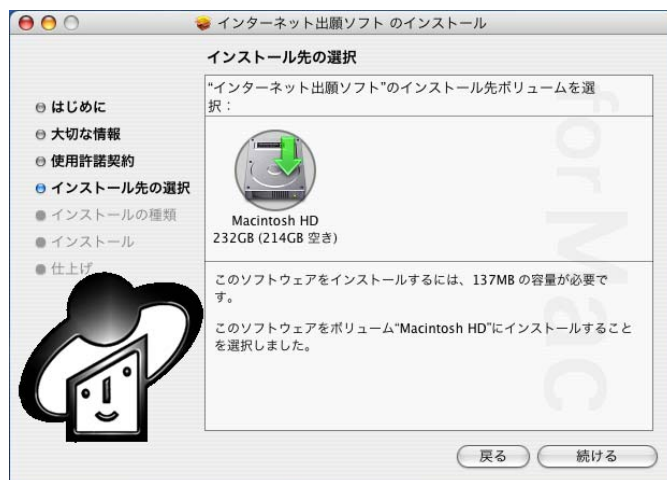 インターネット出願ソフト のインストール
インストール先の選択
はじめに
大切な情報
使用許諾契約
インストール先の選択
インストールの種類
インストール
仕上げ
“インターネット出願ソフト”のインストール先ボリュームを選
択：
Macintosh HD
232GB (214GB 空き)
このソフトウェアをインストールするには、137MB の容量が必要で
す。
このソフトウェアをボリューム“Macintosh HD”にインストールすること
を選択しました。
for Mac
戻る
続ける